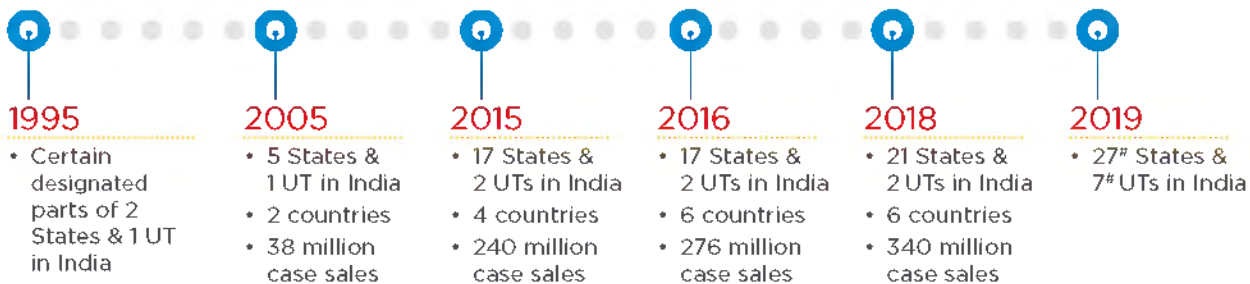 1995
• Certain
designated
parts of 2
States & 1 UT
in India
2005
• 5 States &
1 UT in India
• 2 countries
• 38 million
case sales
2015
• 17 States &
2 UTs in India
• 4 countries
• 240 million
case sales
2016
• 17 States &
2 UTs in India
• 6 countries
• 276 million
case sales
2018
• 21 States &
2 UTs in India
• 6 countries
• 340 million
case sales
2019
• 27# States &
7# UTs in India